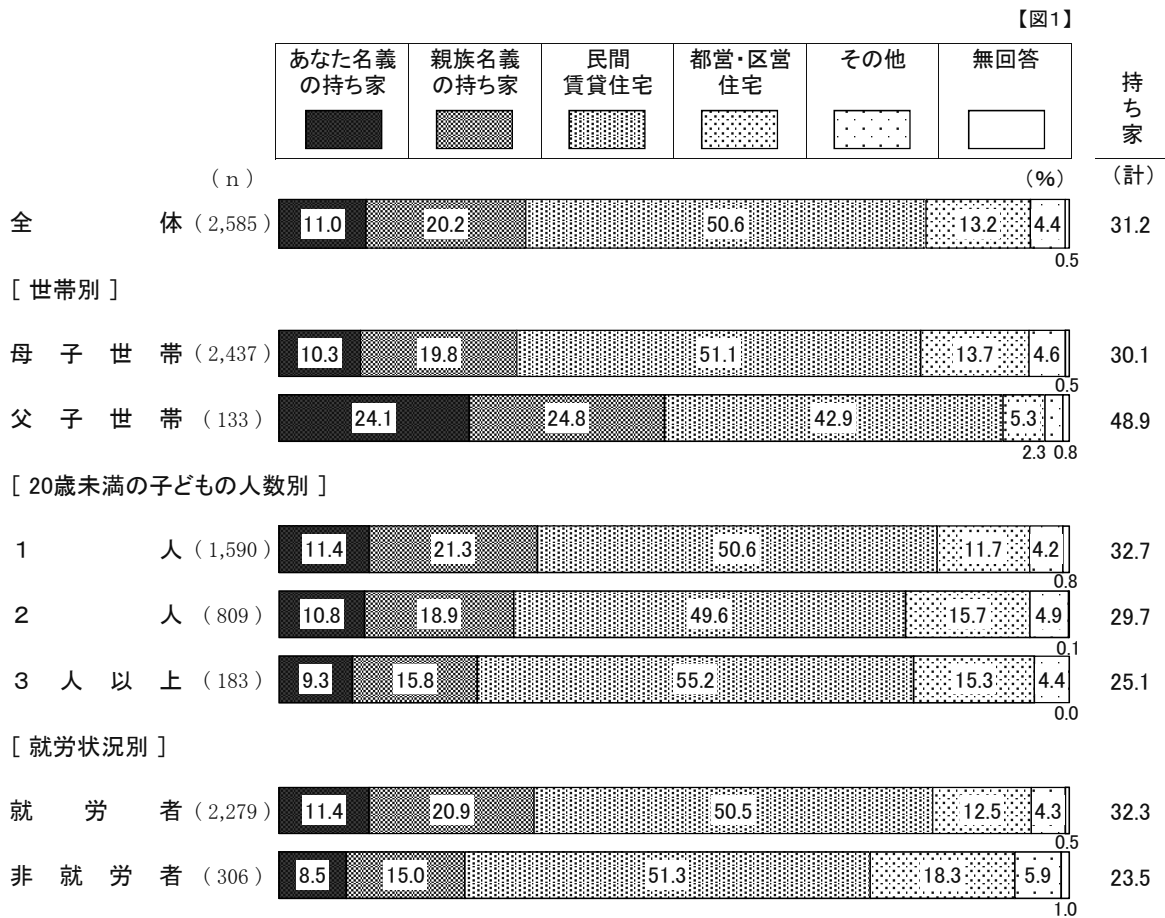 【図1】
あなた名義の持ち家 親族名義の持ち家 民間賃貸住宅 都営・区営住宅 その他 無回答 持ち家
(n) (%) (計)
全体 (2,585) 11.0 20.2 50.6 13.2 4.4 31.2
0.5
[ 世帯別 ]
母子世帯 (2,437) 10.3 19.8 51.1 13.7 4.6 30.1
0.5
父子世帯 (133) 24.1 24.8 42.9 5.3 48.9
2.3 0.8
[ 20歳未満の子どもの人数別 ]
1人 (1,590) 11.4 21.3 50.6 11.7 4.2 32.7
0.8
2人 (809) 10.8 18.9 49.6 15.7 4.9 29.7
0.1
3人以上 (183) 9.3 15.8 55.2 15.3 4.4 25.1
0.0
[ 就労状況別 ]
就労者 (2,279) 11.4 20.9 50.5 12.5 4.3 32.3
0.5
非就労者 (306) 8.5 15.0 51.3 18.3 5.9 23.5
1.0